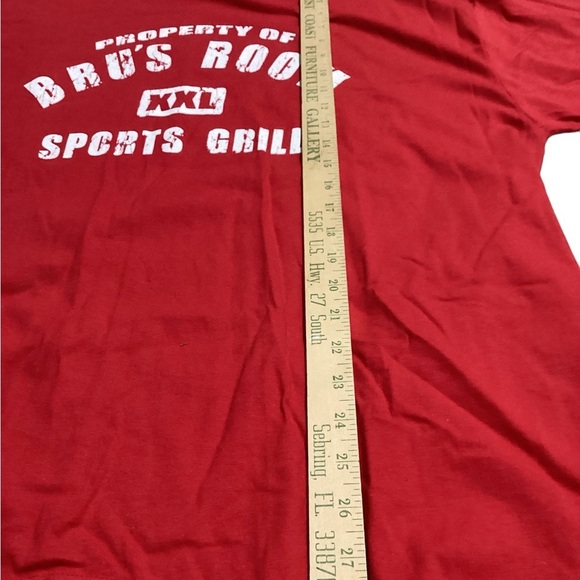 PROPERTY OF
BRU'S ROOM
XXL
SPORTS GRILL
COAST FURNITURE GALLERY
5535 U.S. Hwy. 27 South
Sebring, FL 3387
16
17
18
19
20
21
22
23
24
25
26
27